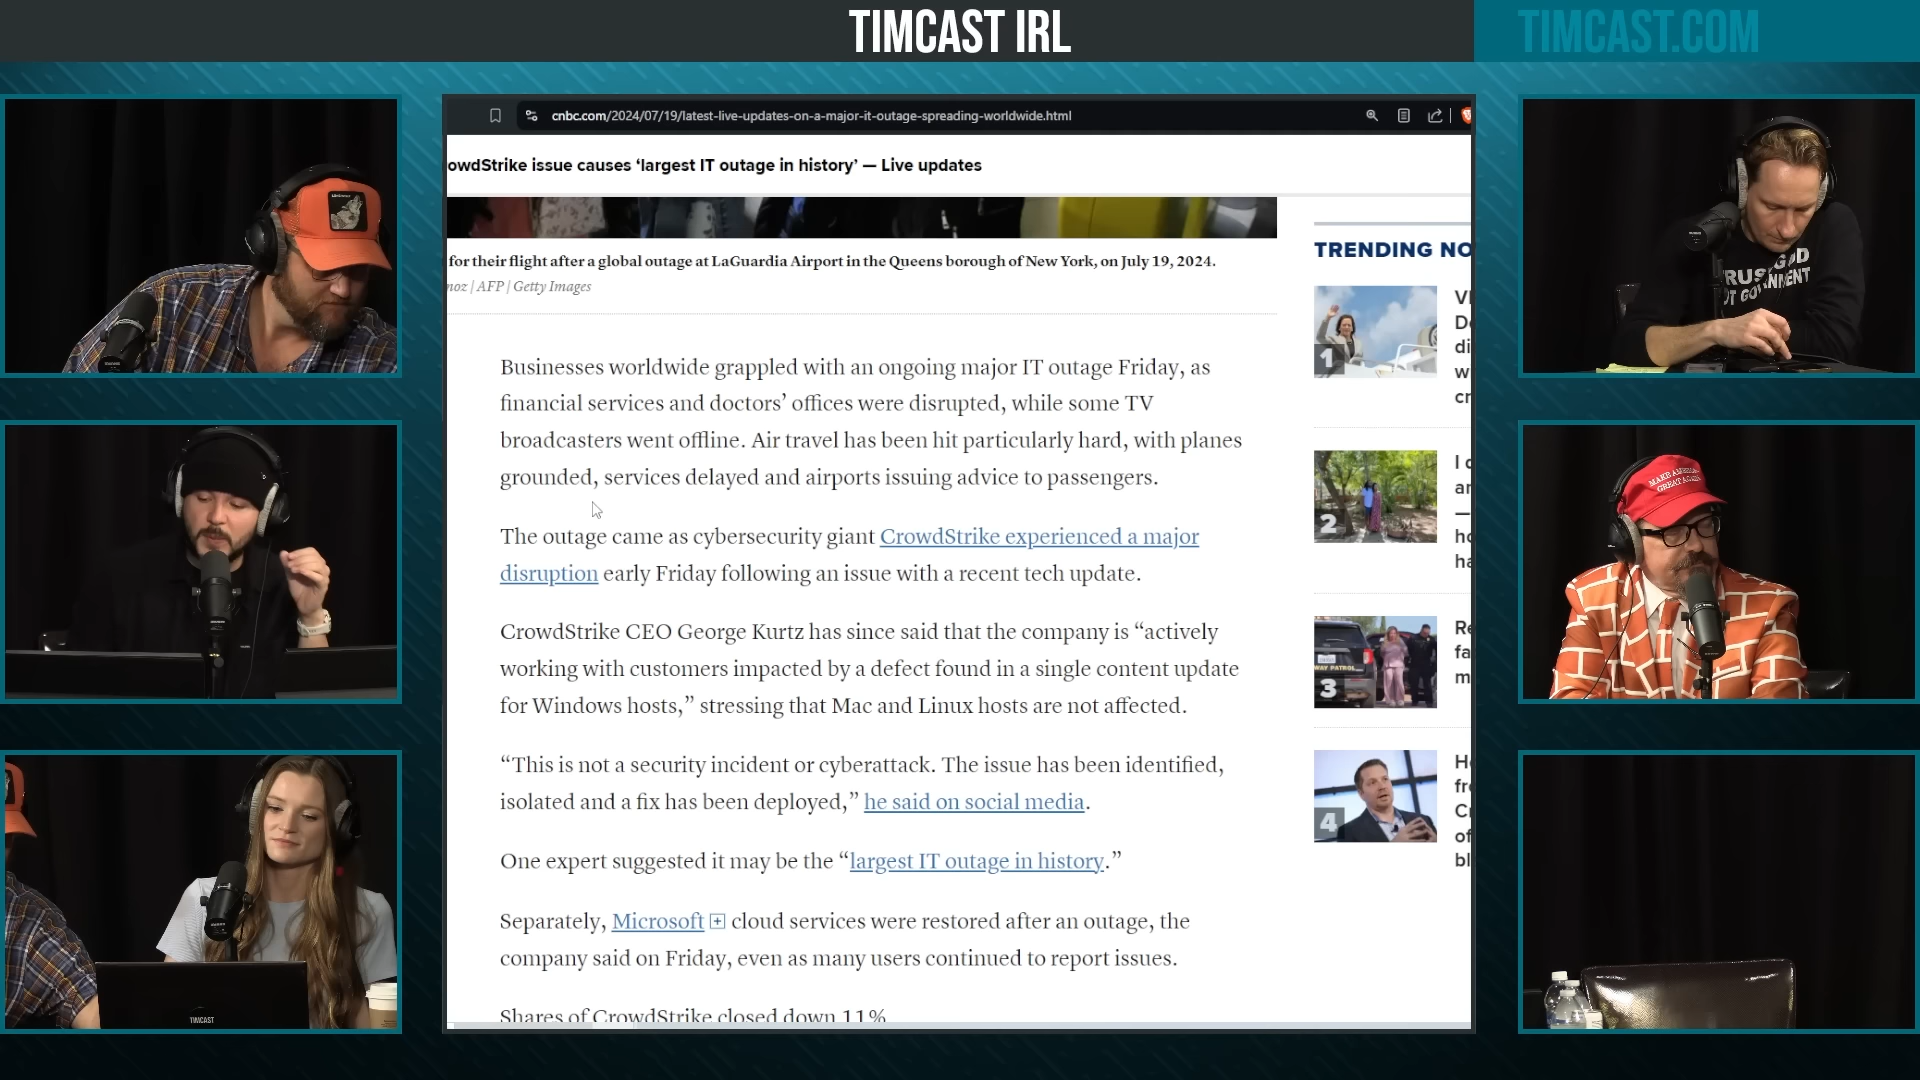 TIMCAST IRL
TIMCAST.COM
cnbc.com/2024/07/19/latest-live-updates-on-a-major-it-outage-spreading-worldwide.html
owdStrike issue causes ‘largest IT outage in history’ — Live updates
for their flight after a global outage at LaGuardia Airport in the Queens borough of New York, on July 19, 2024.
noz | AFP | Getty Images
Businesses worldwide grappled with an ongoing major IT outage Friday, as
financial services and doctors’ offices were disrupted, while some TV
broadcasters went offline. Air travel has been hit particularly hard, with planes
grounded, services delayed and airports issuing advice to passengers.
The outage came as cybersecurity giant CrowdStrike experienced a major
disruption early Friday following an issue with a recent tech update.
CrowdStrike CEO George Kurtz has since said that the company is “actively
working with customers impacted by a defect found in a single content update
for Windows hosts,” stressing that Mac and Linux hosts are not affected.
“This is not a security incident or cyberattack. The issue has been identified,
isolated and a fix has been deployed,” he said on social media.
One expert suggested it may be the “largest IT outage in history.”
Separately, Microsoft + cloud services were restored after an outage, the
company said on Friday, even as many users continued to report issues.
Shares of CrowdStrike closed down 11%
TRENDING NO
1
2
3
4
WAY PATROL
TIMCAST
RUST GOD
OT GOV
NMENT
MAKE AMERICA
GREAT AGAIN